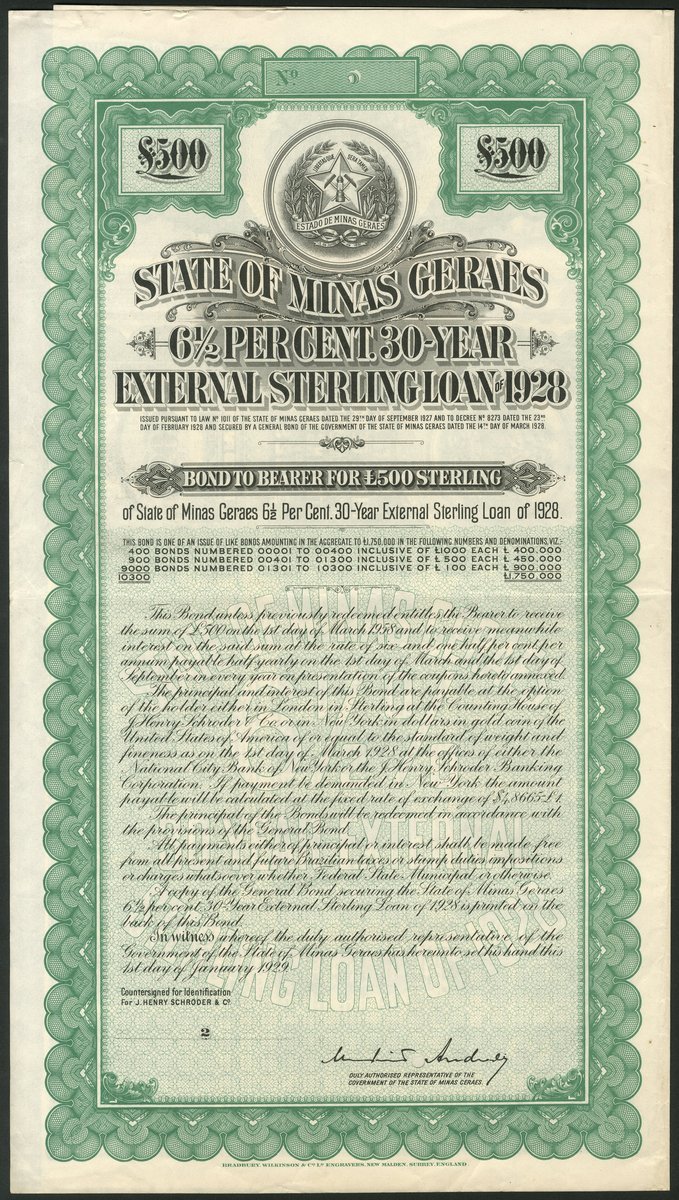 Nº 0
£500 £500
LIBERTAS QUÆ SERA TAMEN
ESTADO DE MINAS GERAES
STATE OF MINAS GERAES
6½ PER CENT. 30-YEAR
EXTERNAL STERLING LOAN OF 1928
ISSUED PURSUANT TO LAW Nº 1011 OF THE STATE OF MINAS GERAES DATED THE 29TH DAY OF SEPTEMBER 1927 AND TO DECREE Nº 8273 DATED THE 23RD
DAY OF FEBRUARY 1928 AND SECURED BY A GENERAL BOND OF THE GOVERNMENT OF THE STATE OF MINAS GERAES DATED THE 14TH DAY OF MARCH 1928.
BOND TO BEARER FOR £500 STERLING
of State of Minas Geraes 6½ Per Cent. 30-Year External Sterling Loan of 1928.
THIS BOND IS ONE OF AN ISSUE OF LIKE BONDS AMOUNTING IN THE AGGREGATE TO £1,750,000 IN THE FOLLOWING NUMBERS AND DENOMINATIONS, VIZ.-
400 BONDS NUMBERED 00001 TO 00400 INCLUSIVE OF £1000 EACH £ 400.000
900 BONDS NUMBERED 00401 TO 01300 INCLUSIVE OF £ 500 EACH £ 450.000
9000 BONDS NUMBERED 01301 TO 10300 INCLUSIVE OF £ 100 EACH £ 900.000
10300 £1,750.000
This Bond unless previously redeemed entitles the Bearer to receive
the sum of £500 on the 1st day of March 1958 and to receive meanwhile
interest on the said sum at the rate of six and one half per cent per
annum payable half yearly on the 1st day of March and the 1st day of
September in every year on presentation of the coupons hereto annexed.
The principal and interest of this Bond are payable at the option
of the holder either in London in Sterling at the Counting House of
J. Henry Schroder & Co or in New York in dollars in gold coin of the
United States of America of or equal to the standard of weight and
fineness as on the 1st day of March 1928 at the offices of either the
National City Bank of New York or the J. Henry Schroder Banking
Corporation. If payment be demanded in New York the amount
payable will be calculated at the fixed rate of exchange of $4,8665-£1.
The principal of the Bonds will be redeemed in accordance with
the provisions of the General Bond.
All payments either of principal or interest shall be made free
from all present and future Brazilian taxes or stamp duties impositions
or charges whatsoever whether Federal State Municipal or otherwise.
A copy of the General Bond securing the State of Minas Geraes
6½ per cent. 30-Year External Sterling Loan of 1928 is printed on the
back of this Bond.
In witness whereof the duly authorised representative of the
Government of the State of Minas Geraes has hereunto set his hand this
1st day of January 1929.
Countersigned for Identification
For J. HENRY SCHRODER & Cº
2
DULY AUTHORISED REPRESENTATIVE OF THE
GOVERNMENT OF THE STATE OF MINAS GERAES.
BRADBURY, WILKINSON & Cº Lº ENGRAVERS, NEW MALDEN, SURREY, ENGLAND